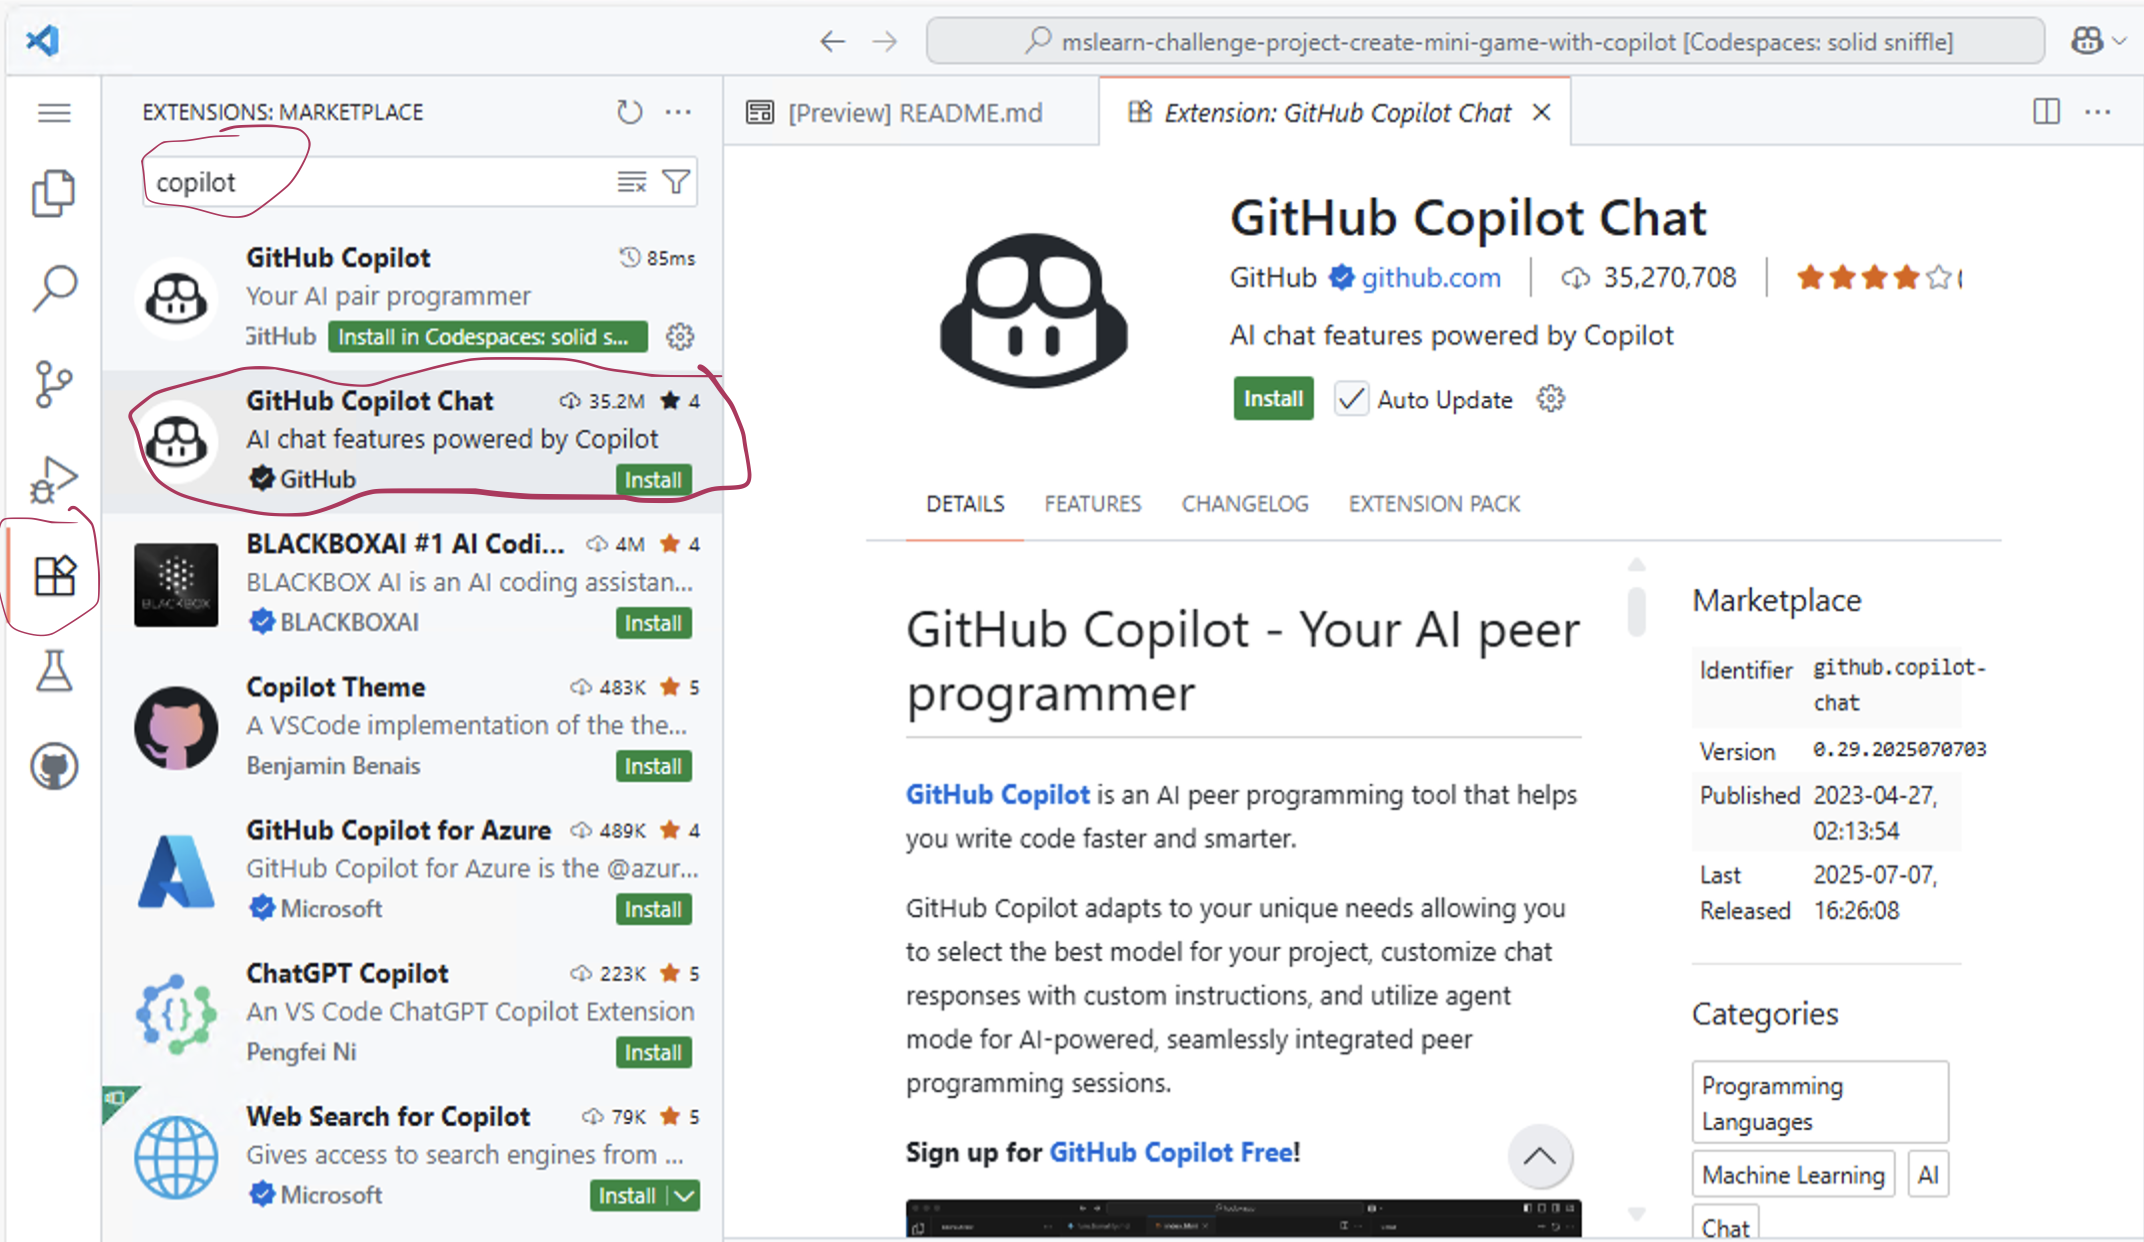 mslearn-challenge-project-create-mini-game-with-copilot [Codespaces: solid sniffle]
EXTENSIONS: MARKETPLACE
copilot
GitHub Copilot 85ms
Your AI pair programmer
GitHub Install in Codespaces: solid s...
GitHub Copilot Chat 35.2M 4
AI chat features powered by Copilot
GitHub Install
BLACKBOXAI #1 AI Codi... 4M 4
BLACKBOX AI is an AI coding assistan...
BLACKBOX
BLACKBOXAI Install
Copilot Theme 483K 5
A VSCode implementation of the the...
Benjamin Benais Install
GitHub Copilot for Azure 489K 4
GitHub Copilot for Azure is the @azur...
Microsoft Install
ChatGPT Copilot 223K 5
An VS Code ChatGPT Copilot Extension
Pengfei Ni Install
Web Search for Copilot 79K 5
Gives access to search engines from ...
Microsoft Install
[Preview] README.md Extension: GitHub Copilot Chat
GitHub Copilot Chat
GitHub github.com 35,270,708
AI chat features powered by Copilot
Install Auto Update
DETAILS FEATURES CHANGELOG EXTENSION PACK
GitHub Copilot - Your AI peer
programmer
GitHub Copilot is an AI peer programming tool that helps
you write code faster and smarter.
GitHub Copilot adapts to your unique needs allowing you
to select the best model for your project, customize chat
responses with custom instructions, and utilize agent
mode for AI-powered, seamlessly integrated peer
programming sessions.
Sign up for GitHub Copilot Free!
Marketplace
Identifier github.copilot-
chat
Version 0.29.2025070703
Published 2023-04-27,
02:13:54
Last 2025-07-07,
Released 16:26:08
Categories
Programming
Languages
Machine Learning AI
Chat